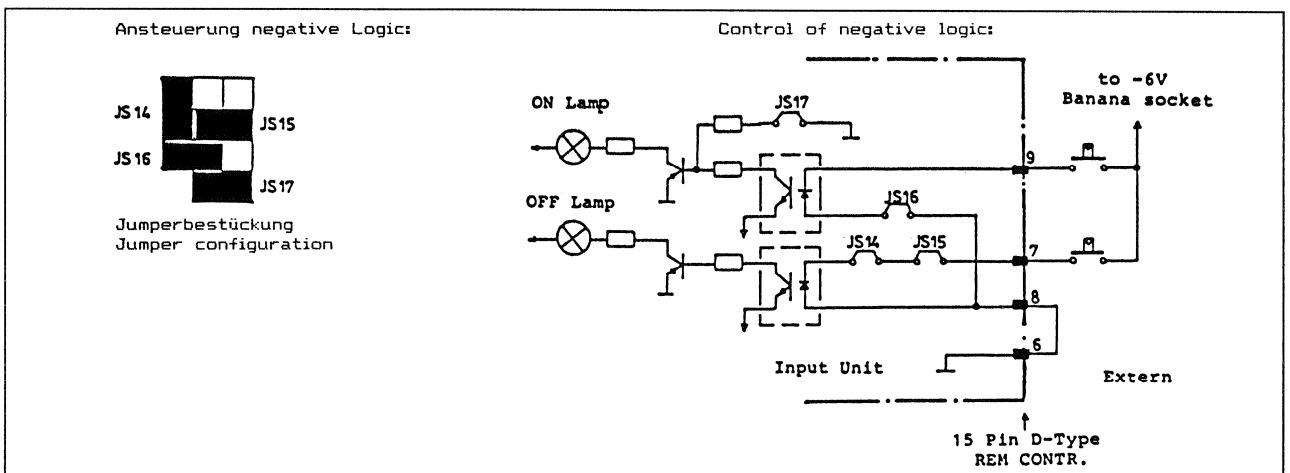 Ansteuerung negative Logic:
JS14
JS15
JS16
JS17
Jumperbestückung
Jumper configuration
Control of negative logic:
to -6V
Banana socket
ON Lamp
JS17
9
JS16
OFF Lamp
JS14
JS15
7
8
6
Input Unit
Extern
15 Pin D-Type
REM CONTR.